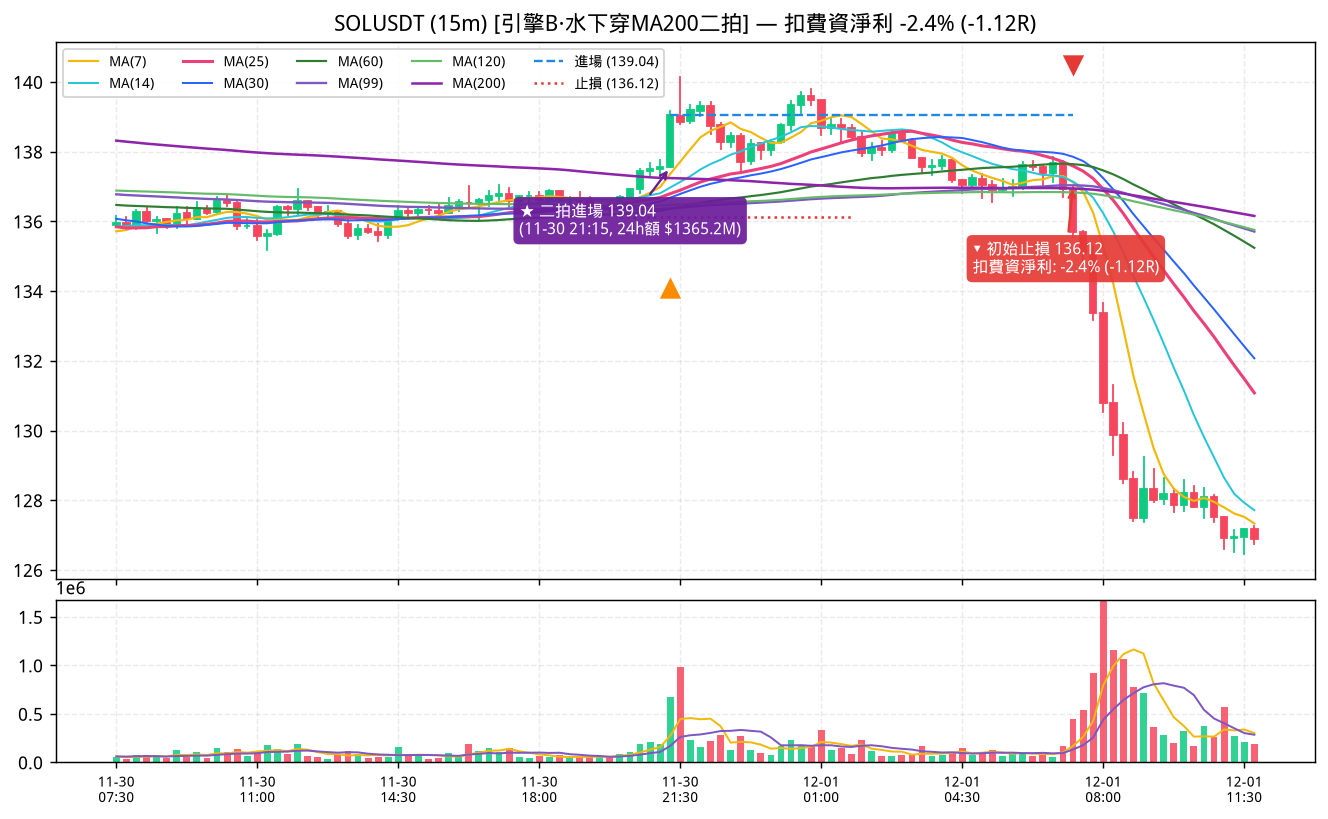 SOLUSDT (15m) [引擎B·水下穿MA200二拍] — 扣費資淨利 -2.4% (-1.12R)
MA(7) MA(25) MA(60) MA(120) 進場 (139.04)
MA(14) MA(30) MA(99) MA(200) 止損 (136.12)
140
138
136
134
132
130
128
126
★ 二拍進場 139.04
(11-30 21:15, 24h額 $1365.2M)
▼ 初始止損 136.12
扣費資淨利: -2.4% (-1.12R)
1e6
1.5
1.0
0.5
0.0
11-30 11-30 11-30 11-30 11-30 12-01 12-01 12-01 12-01
07:30 11:00 14:30 18:00 21:30 01:00 04:30 08:00 11:30